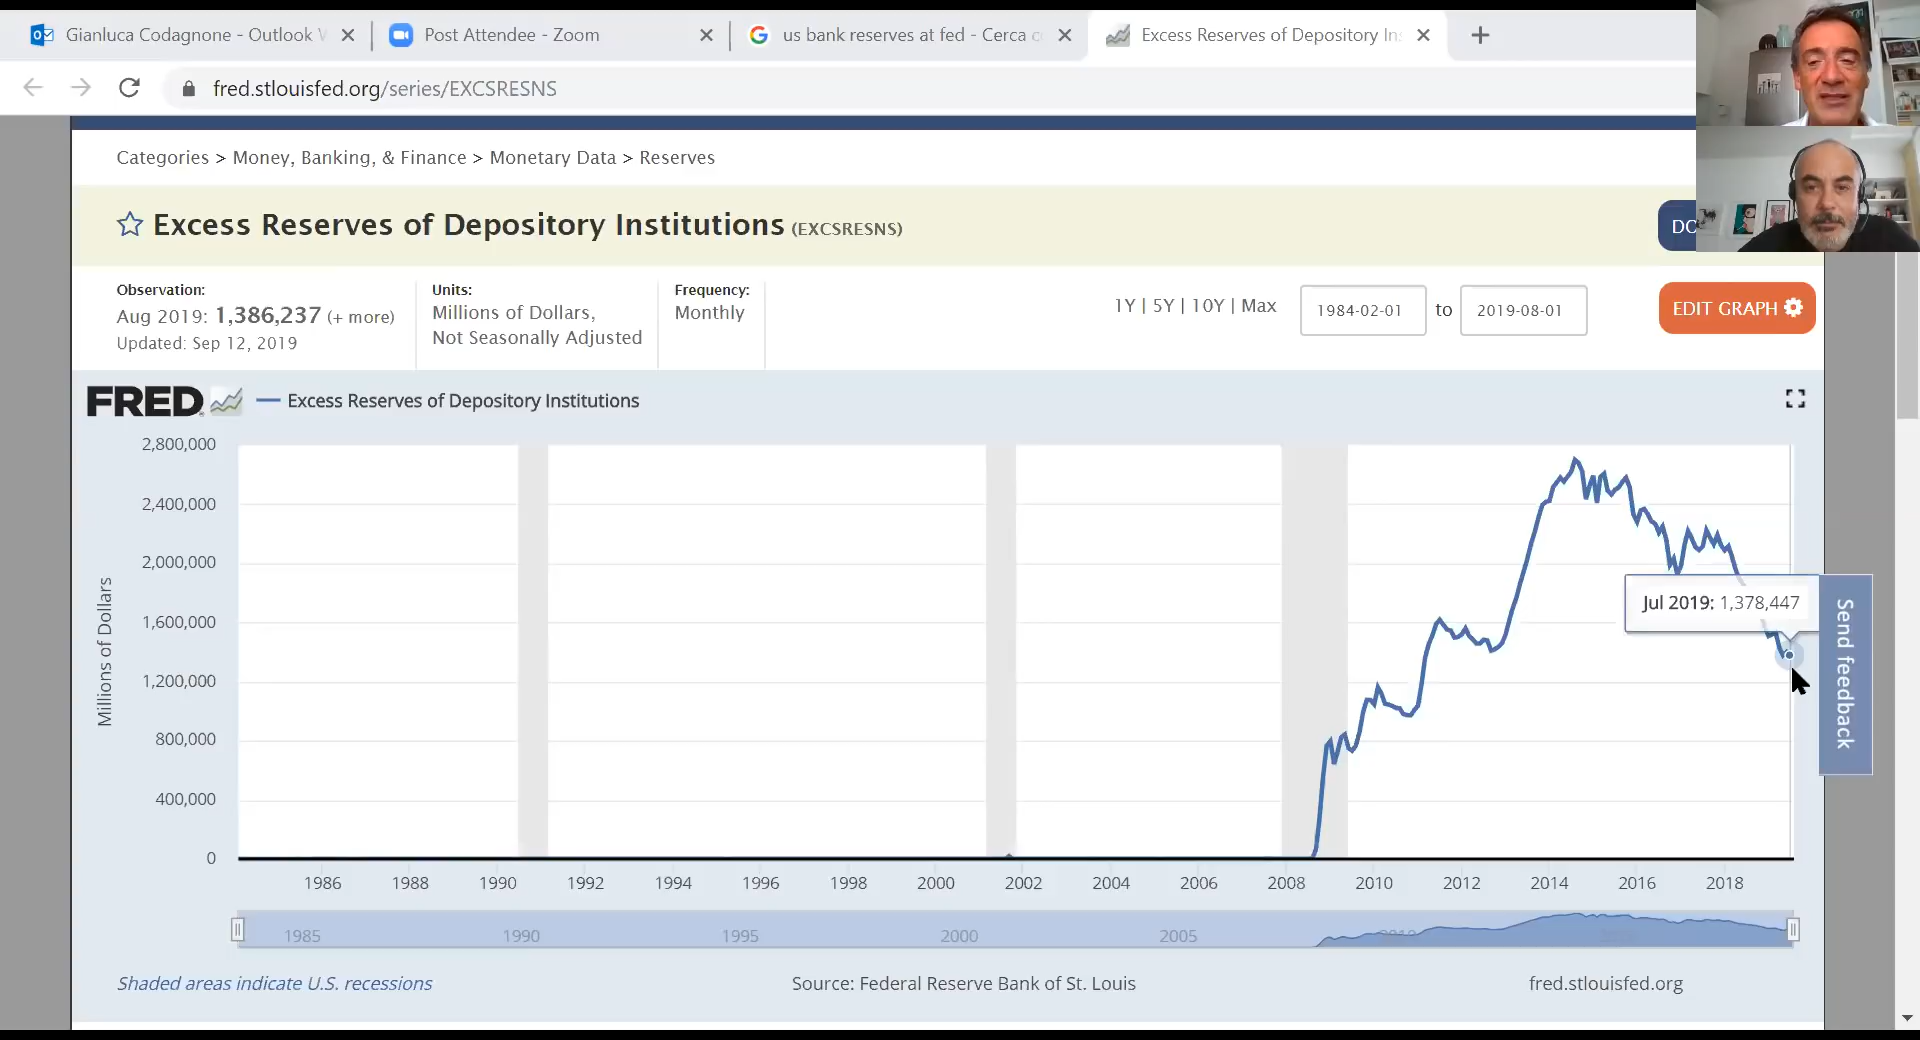 Gianluca Codagnone - Outlook
Post Attendee - Zoom
us bank reserves at fed - Cerca
Excess Reserves of Depository In
fred.stlouisfed.org/series/EXCSRESNS
Categories > Money, Banking, & Finance > Monetary Data > Reserves
Excess Reserves of Depository Institutions (EXCSRESNS)
DO
Observation:
Aug 2019: 1,386,237 (+ more)
Updated: Sep 12, 2019
Units:
Millions of Dollars,
Not Seasonally Adjusted
Frequency:
Monthly
1Y | 5Y | 10Y | Max
1984-02-01 to 2019-08-01
EDIT GRAPH
FRED
Excess Reserves of Depository Institutions
Millions of Dollars
2,800,000
2,400,000
2,000,000
1,600,000
1,200,000
800,000
400,000
0
Jul 2019: 1,378,447
Send feedback
1986 1988 1990 1992 1994 1996 1998 2000 2002 2004 2006 2008 2010 2012 2014 2016 2018
1985 1990 1995 2000 2005 2010
Shaded areas indicate U.S. recessions
Source: Federal Reserve Bank of St. Louis
fred.stlouisfed.org